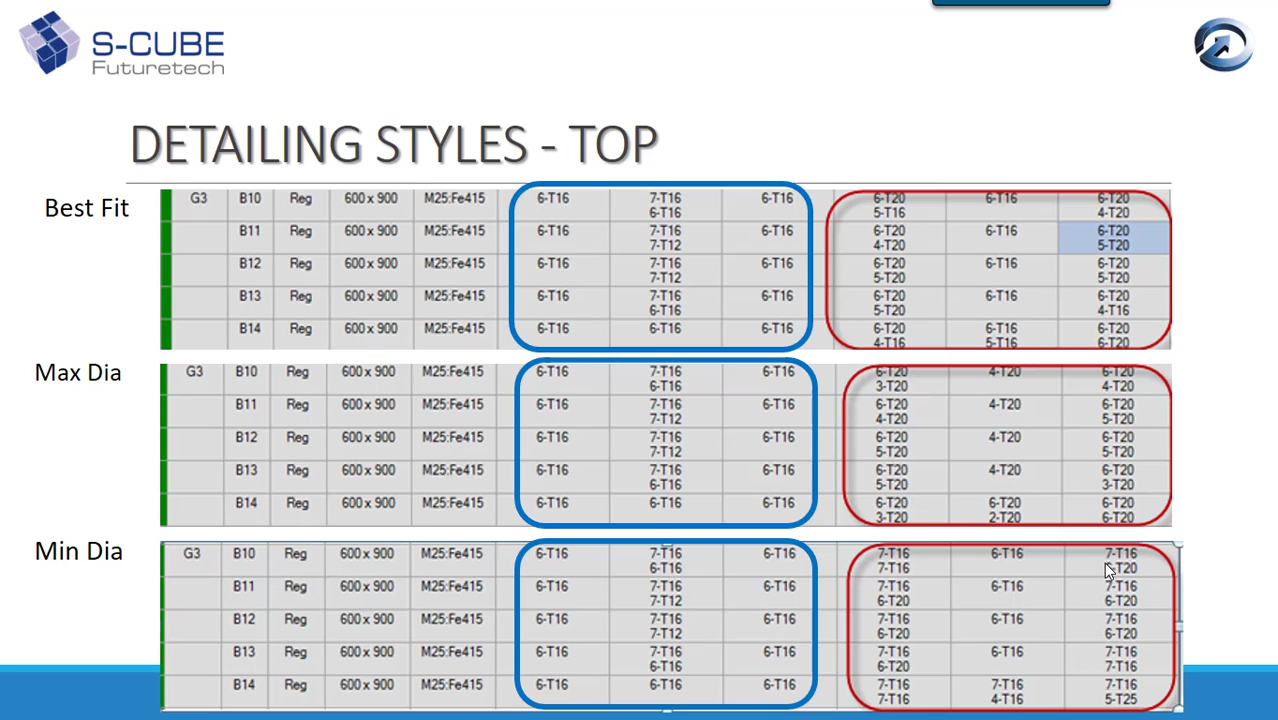 S-CUBE
Futuretech
DETAILING STYLES - TOP
Best Fit
G3 B10 Reg 600 x 900 M25:Fe415 6-T16 7-T16 6-T16 6-T20 6-T16 6-T20
6-T16 5-T16 4-T20
B11 Reg 600 x 900 M25:Fe415 6-T16 7-T16 6-T16 6-T20 6-T16 6-T20
7-T12 4-T20 5-T20
B12 Reg 600 x 900 M25:Fe415 6-T16 7-T16 6-T16 6-T20 6-T16 6-T20
7-T12 5-T20 5-T20
B13 Reg 600 x 900 M25:Fe415 6-T16 7-T16 6-T16 6-T20 6-T16 6-T20
6-T16 5-T20 4-T16
B14 Reg 600 x 900 M25:Fe415 6-T16 6-T16 6-T16 6-T20 6-T16 6-T20
4-T16 5-T16 6-T20
Max Dia
G3 B10 Reg 600 x 900 M25:Fe415 6-T16 7-T16 6-T16 6-T20 4-T20 6-T20
6-T16 3-T20 4-T20
B11 Reg 600 x 900 M25:Fe415 6-T16 7-T16 6-T16 6-T20 4-T20 6-T20
7-T12 4-T20 5-T20
B12 Reg 600 x 900 M25:Fe415 6-T16 7-T16 6-T16 6-T20 4-T20 6-T20
7-T12 5-T20 5-T20
B13 Reg 600 x 900 M25:Fe415 6-T16 7-T16 6-T16 6-T20 4-T20 6-T20
6-T16 5-T20 3-T20
B14 Reg 600 x 900 M25:Fe415 6-T16 6-T16 6-T16 6-T20 6-T20 6-T20
3-T20 2-T20 6-T20
Min Dia
G3 B10 Reg 600 x 900 M25:Fe415 6-T16 7-T16 6-T16 7-T16 6-T16 7-T16
6-T16 7-T16 -T20
B11 Reg 600 x 900 M25:Fe415 6-T16 7-T16 6-T16 7-T16 6-T16 7-T16
7-T12 6-T20 6-T20
B12 Reg 600 x 900 M25:Fe415 6-T16 7-T16 6-T16 7-T16 6-T16 7-T16
7-T12 6-T20 6-T20
B13 Reg 600 x 900 M25:Fe415 6-T16 7-T16 6-T16 7-T16 6-T16 7-T16
6-T16 6-T20 7-T16
B14 Reg 600 x 900 M25:Fe415 6-T16 6-T16 6-T16 7-T16 7-T16 7-T16
7-T16 4-T16 5-T25